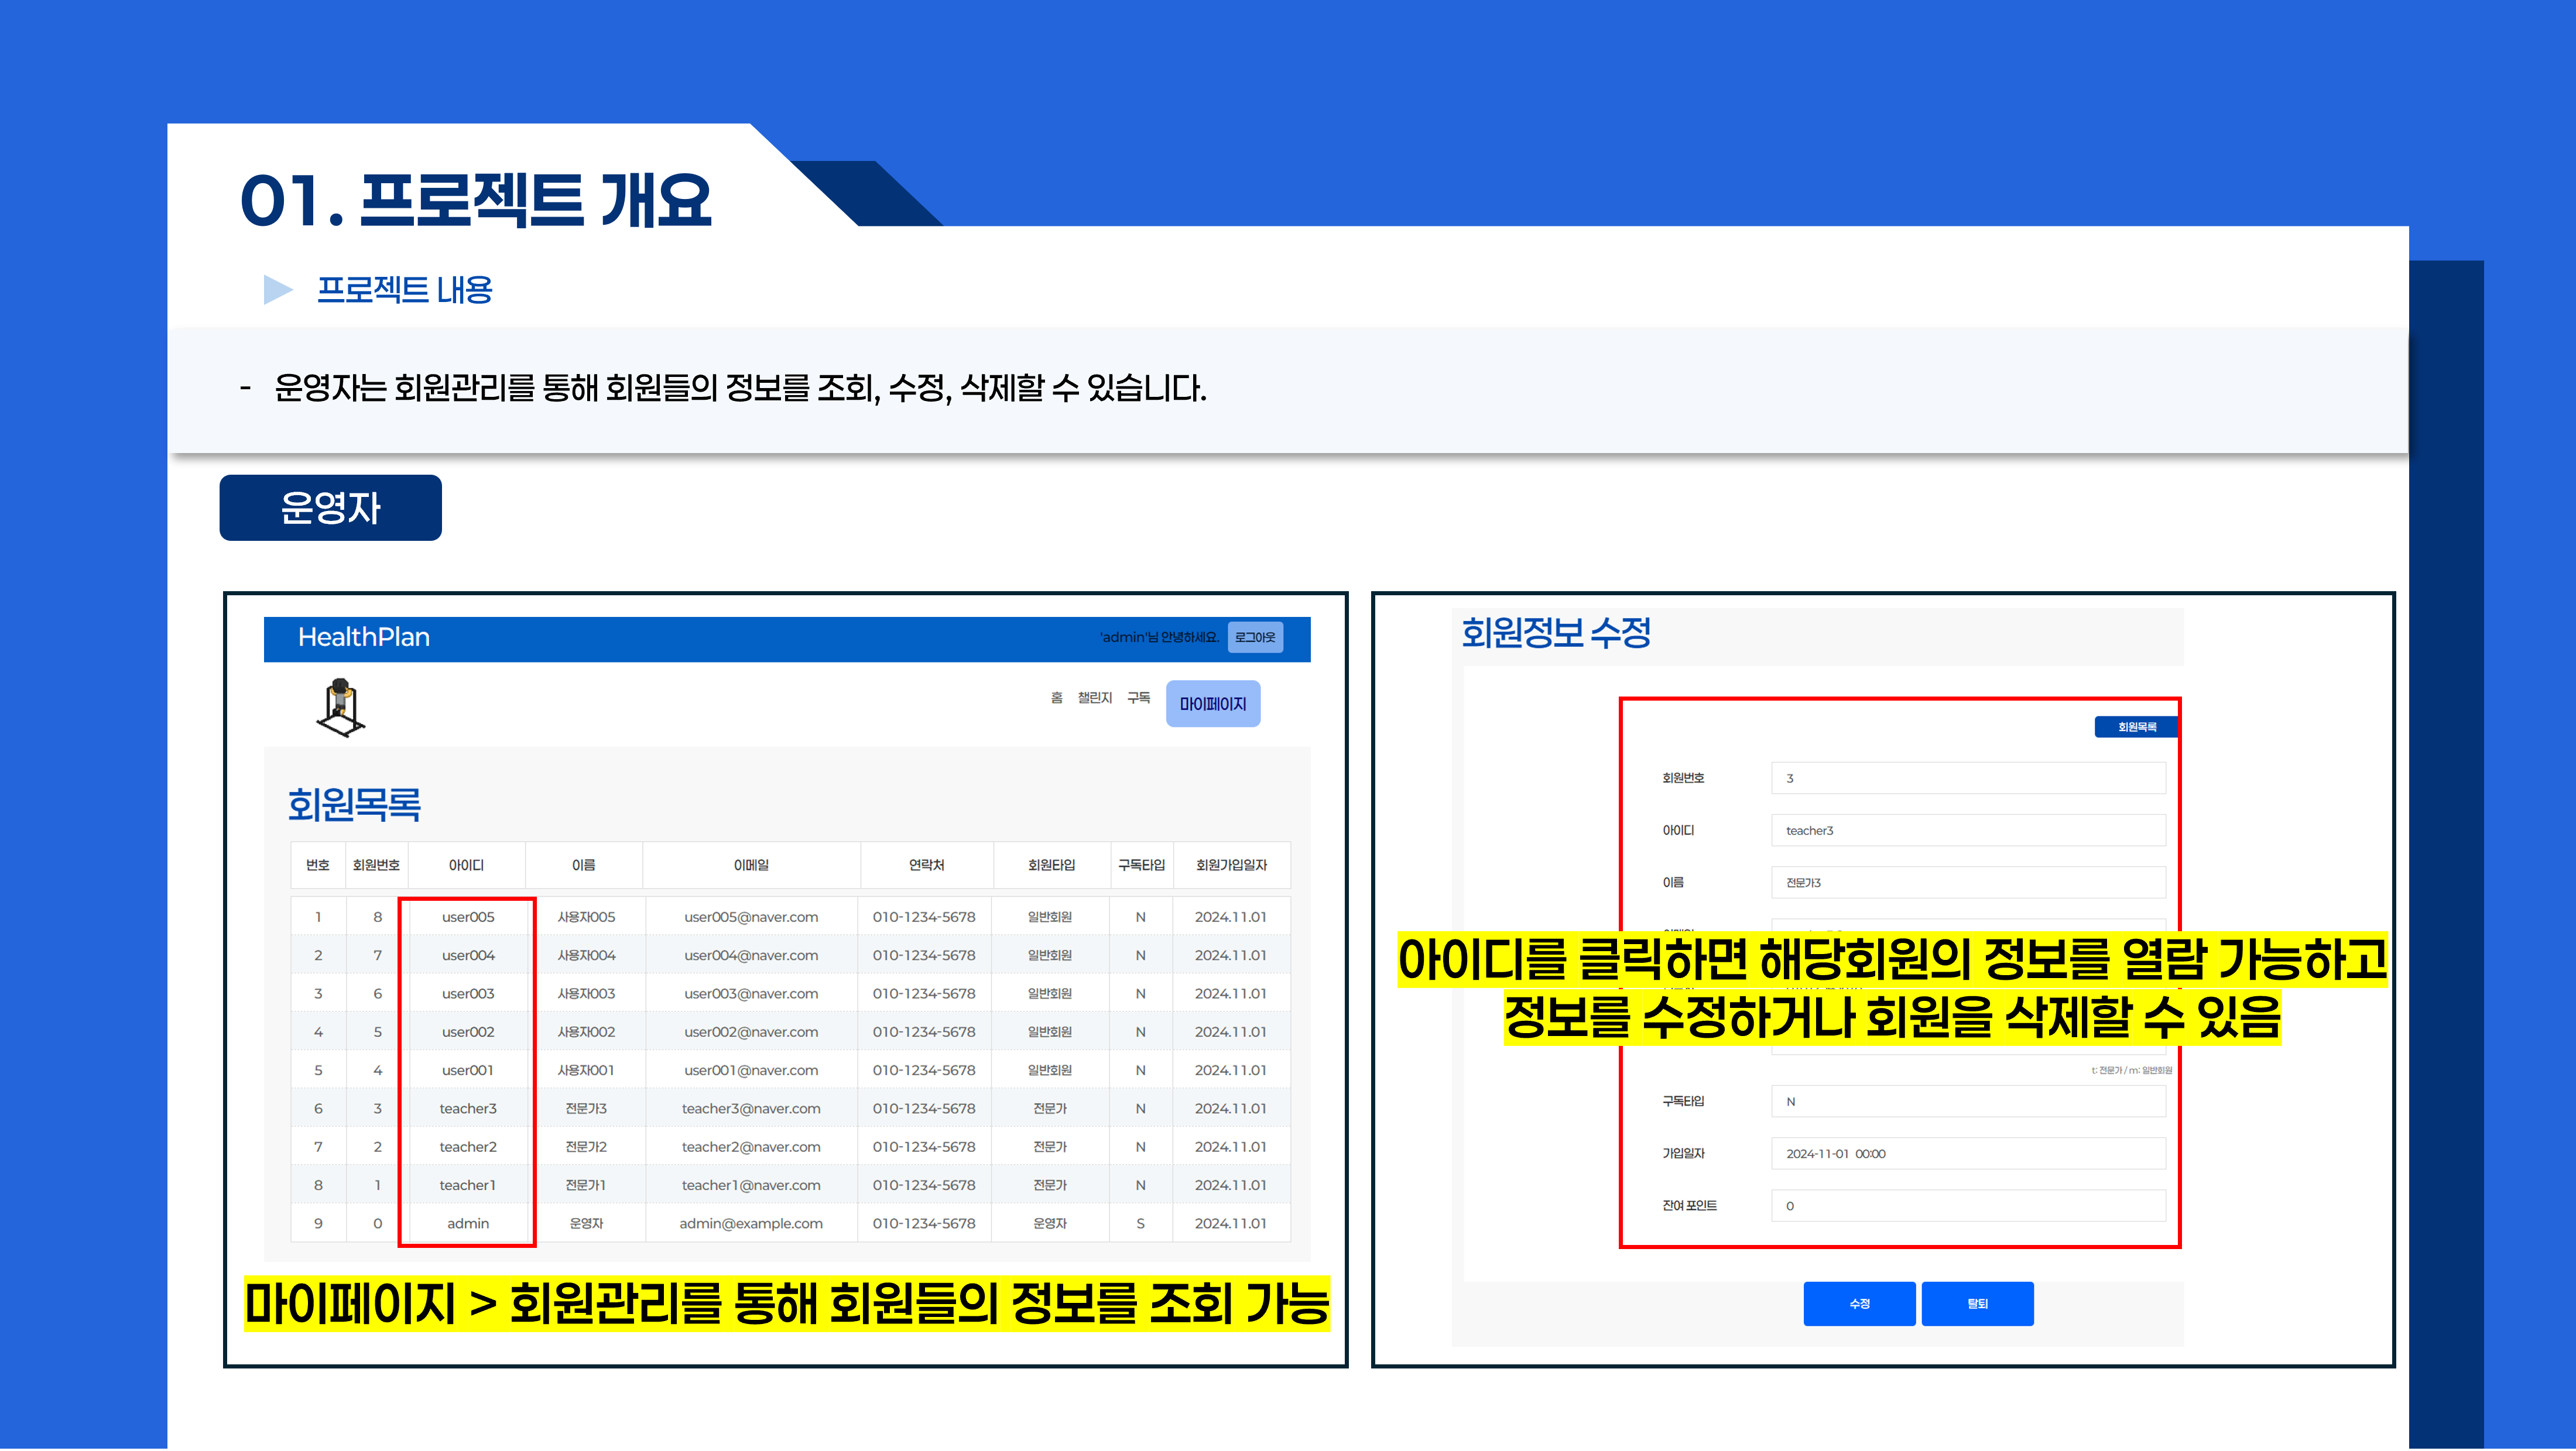 01. 프로젝트 개요
프로젝트 내용
- 운영자는 회원관리를 통해 회원들의 정보를 조회, 수정, 삭제할 수 있습니다.
운영자
HealthPlan
'admin'님 안녕하세요. 로그아웃
홈 챌린지 구독 마이페이지
회원목록
번호 회원번호 아이디 이름 이메일 연락처 회원타입 구독타입 회원가입일자
1 8 user005 사용자005 user005@naver.com 010-1234-5678 일반회원 N 2024.11.01
2 7 user004 사용자004 user004@naver.com 010-1234-5678 일반회원 N 2024.11.01
3 6 user003 사용자003 user003@naver.com 010-1234-5678 일반회원 N 2024.11.01
4 5 user002 사용자002 user002@naver.com 010-1234-5678 일반회원 N 2024.11.01
5 4 user001 사용자001 user001@naver.com 010-1234-5678 일반회원 N 2024.11.01
6 3 teacher3 전문가3 teacher3@naver.com 010-1234-5678 전문가 N 2024.11.01
7 2 teacher2 전문가2 teacher2@naver.com 010-1234-5678 전문가 N 2024.11.01
8 1 teacher1 전문가1 teacher1@naver.com 010-1234-5678 전문가 N 2024.11.01
9 0 admin 운영자 admin@example.com 010-1234-5678 운영자 S 2024.11.01
마이페이지 > 회원관리를 통해 회원들의 정보를 조회 가능
회원정보 수정
회원목록
회원번호 3
아이디 teacher3
이름 전문가3
아이디를 클릭하면 해당회원의 정보를 열람 가능하고
정보를 수정하거나 회원을 삭제할 수 있음
t: 전문가 / m: 일반회원
구독타입 N
가입일자 2024-11-01 00:00
잔여 포인트 0
수정 탈퇴